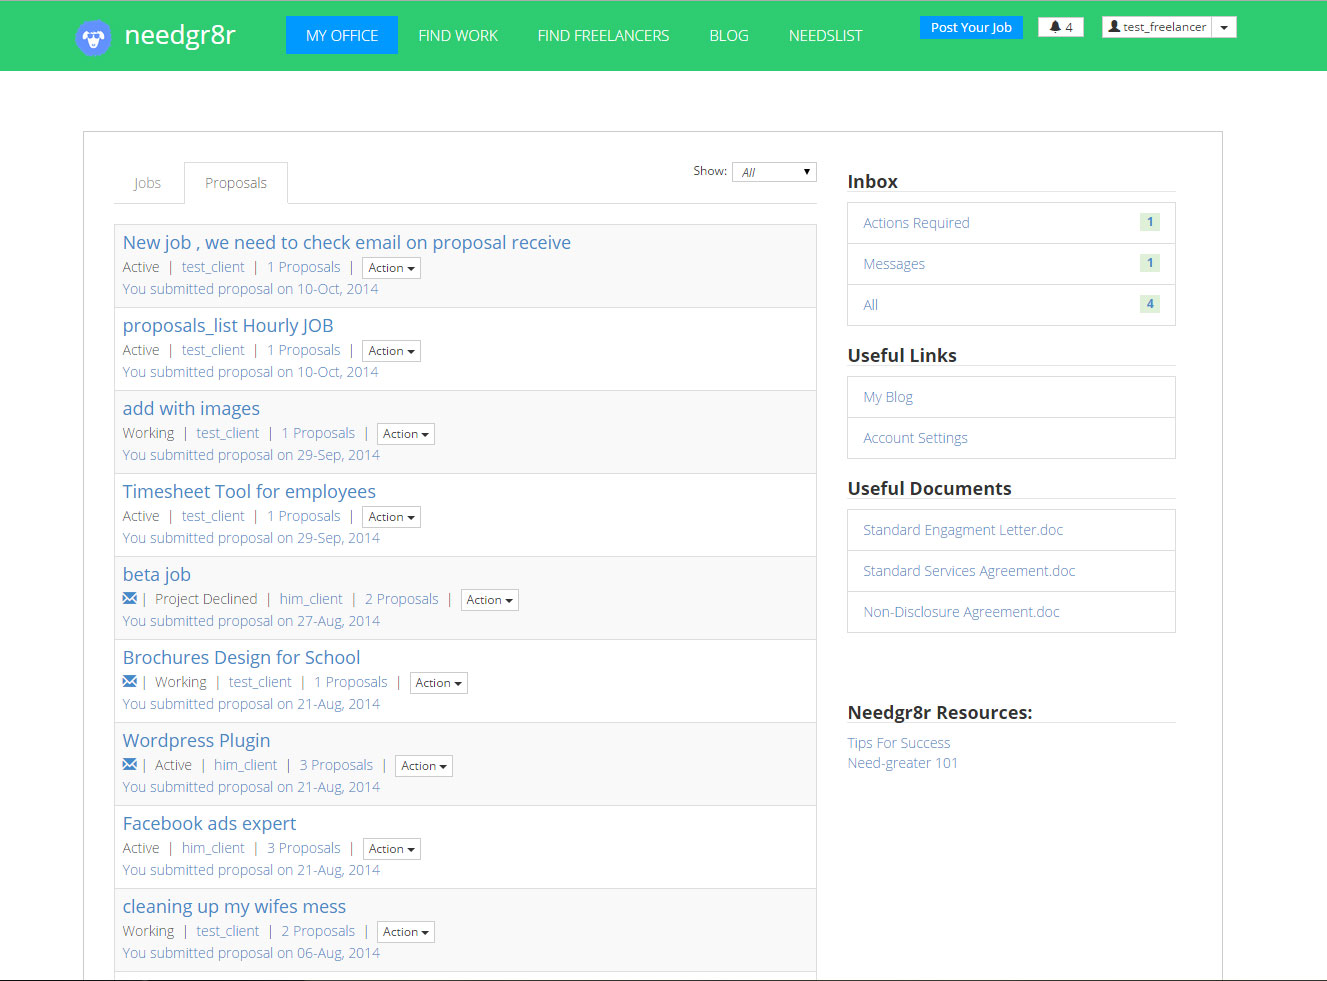 needgr8r
MY OFFICE
FIND WORK
FIND FREELANCERS
BLOG
NEEDSLIST
Post Your Job
4
test_freelancer
Jobs
Proposals
Show: All
New job , we need to check email on proposal receive
Active | test_client | 1 Proposals | Action
You submitted proposal on 10-Oct, 2014
proposals_list Hourly JOB
Active | test_client | 1 Proposals | Action
You submitted proposal on 10-Oct, 2014
add with images
Working | test_client | 1 Proposals | Action
You submitted proposal on 29-Sep, 2014
Timesheet Tool for employees
Active | test_client | 1 Proposals | Action
You submitted proposal on 29-Sep, 2014
beta job
| Project Declined | him_client | 2 Proposals | Action
You submitted proposal on 27-Aug, 2014
Brochures Design for School
| Working | test_client | 1 Proposals | Action
You submitted proposal on 21-Aug, 2014
Wordpress Plugin
| Active | him_client | 3 Proposals | Action
You submitted proposal on 21-Aug, 2014
Facebook ads expert
Active | him_client | 3 Proposals | Action
You submitted proposal on 21-Aug, 2014
cleaning up my wifes mess
Working | test_client | 2 Proposals | Action
You submitted proposal on 06-Aug, 2014
Inbox
Actions Required 1
Messages 1
All 4
Useful Links
My Blog
Account Settings
Useful Documents
Standard Engagment Letter.doc
Standard Services Agreement.doc
Non-Disclosure Agreement.doc
Needgr8r Resources:
Tips For Success
Need-greater 101